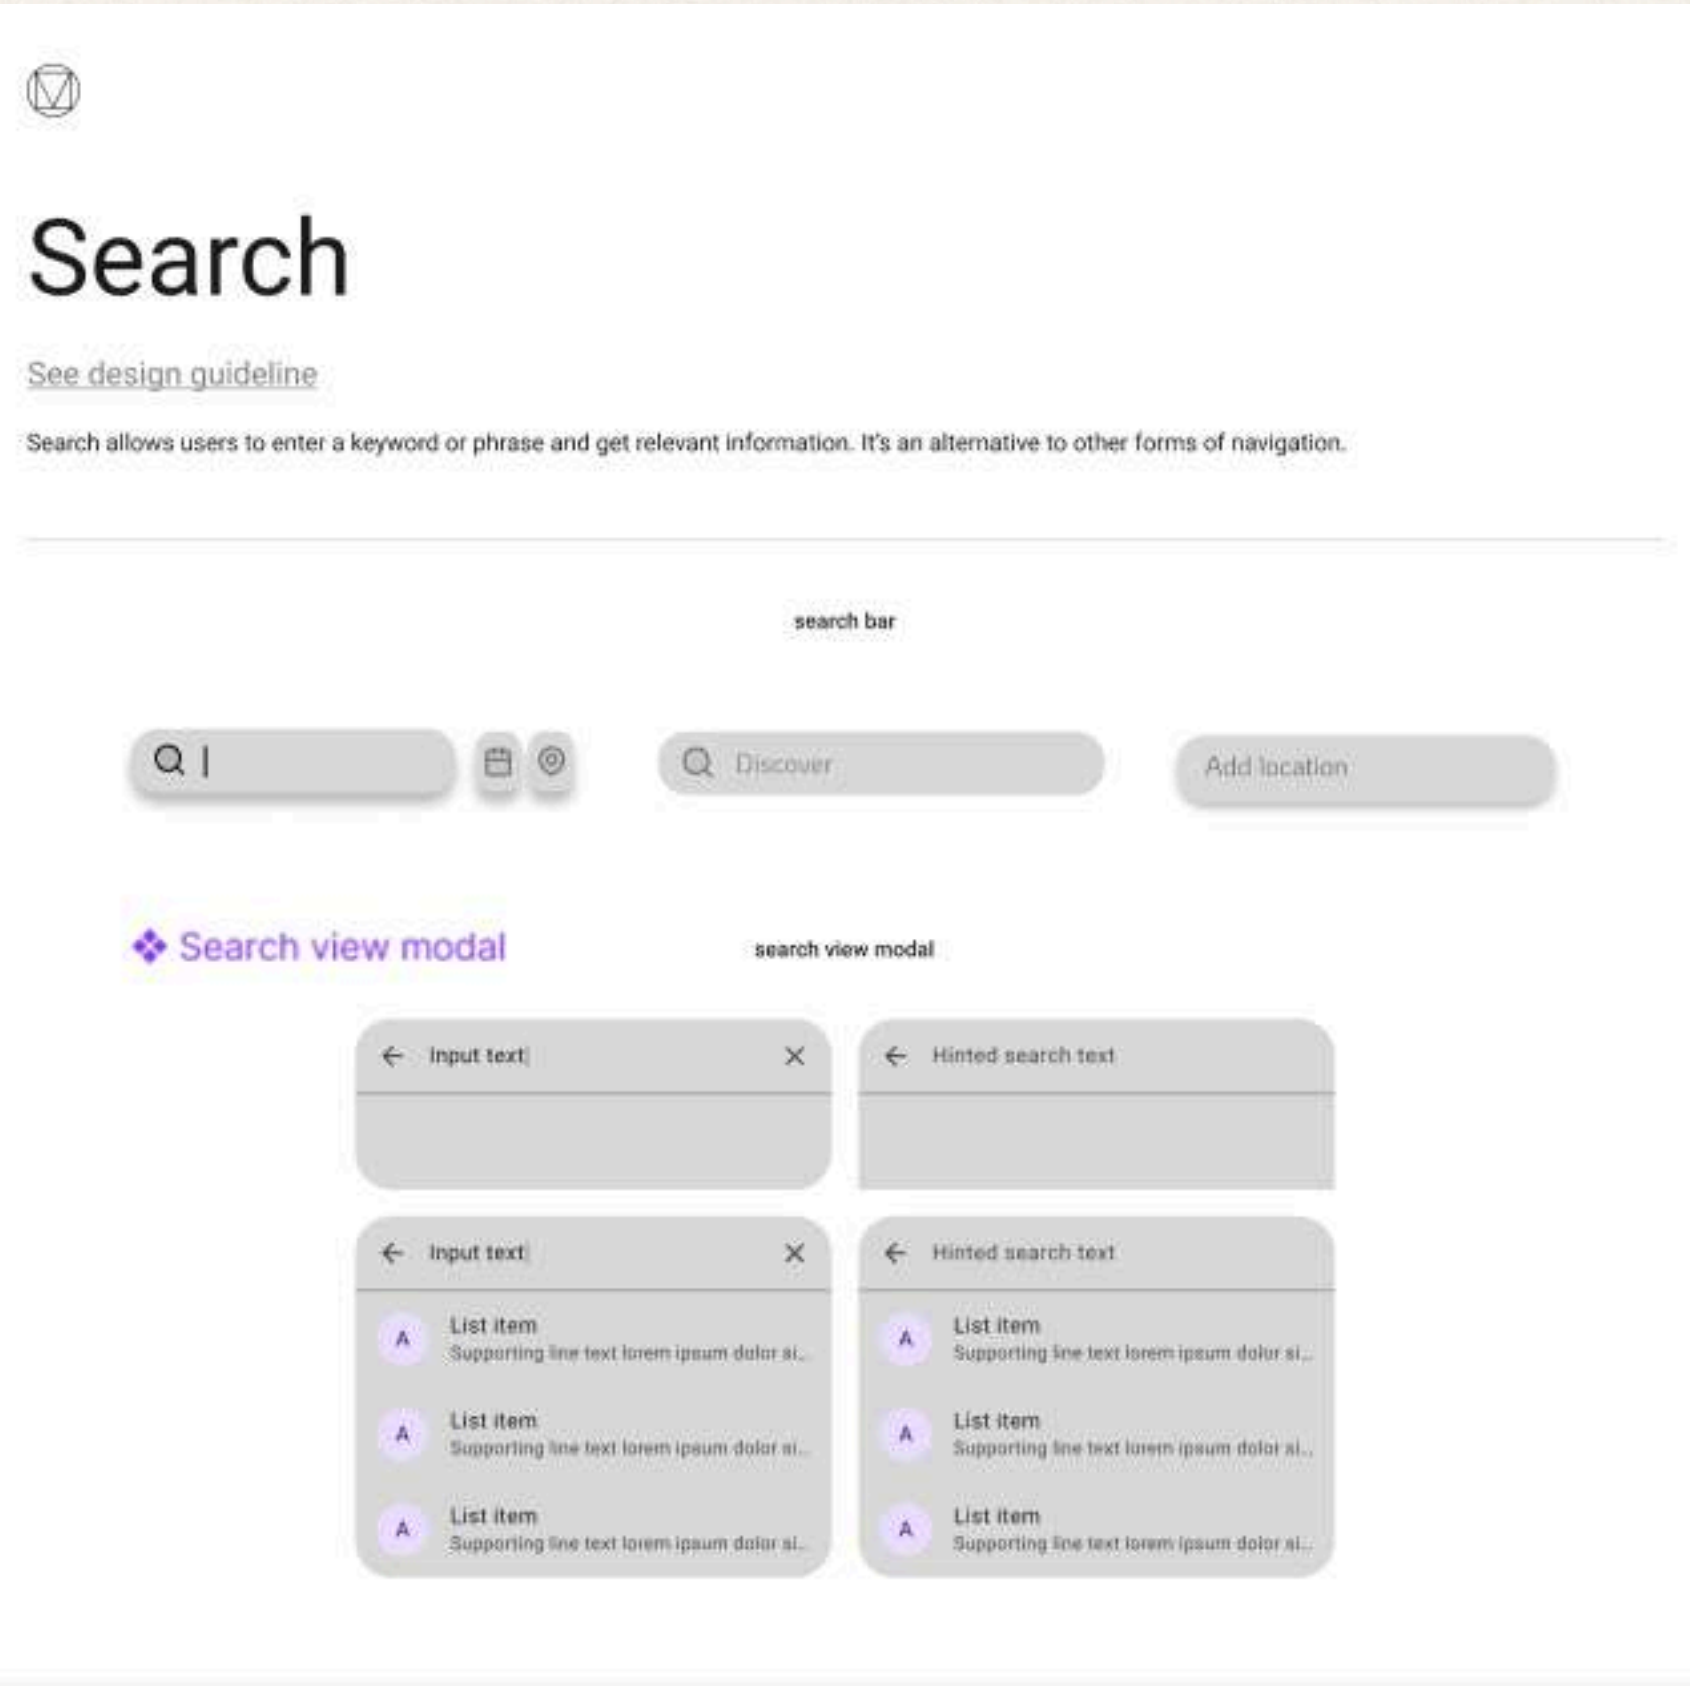 Search
See design guideline
Search allows users to enter a keyword or phrase and get relevant information. It's an alternative to other forms of navigation.
search bar
Discover
Add location
Search view modal
search view modal
Input text
Hinted search text
Input text
Hinted search text
A
List item
Supporting line text lorem ipsum dolor si...
A
List item
Supporting line text lorem ipsum dolor si...
A
List item
Supporting line text lorem ipsum dolor si...
A
List item
Supporting line text lorem ipsum dolor si...
A
List item
Supporting line text lorem ipsum dolor si...
A
List item
Supporting line text lorem ipsum dolor si...